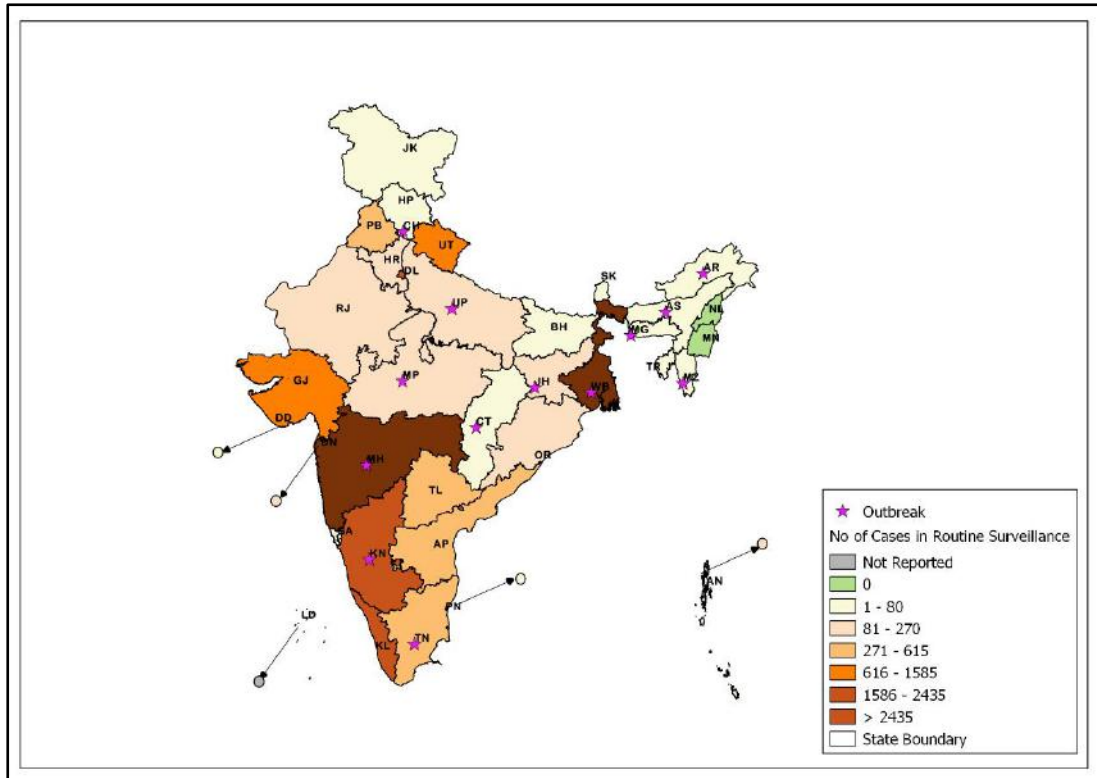 JK
HP
PB
CH
UT
HR
DL
AR
SK
RJ
UP
AS
NL
BH
MG
MN
TR
MZ
GJ
MP
JH
WB
DD
CT
DN
OR
MH
TL
GA
KN
AP
AN
PN
LD
KL
TN
Outbreak
No of Cases in Routine Surveillance
Not Reported
0
1 - 80
81 - 270
271 - 615
616 - 1585
1586 - 2435
> 2435
State Boundary